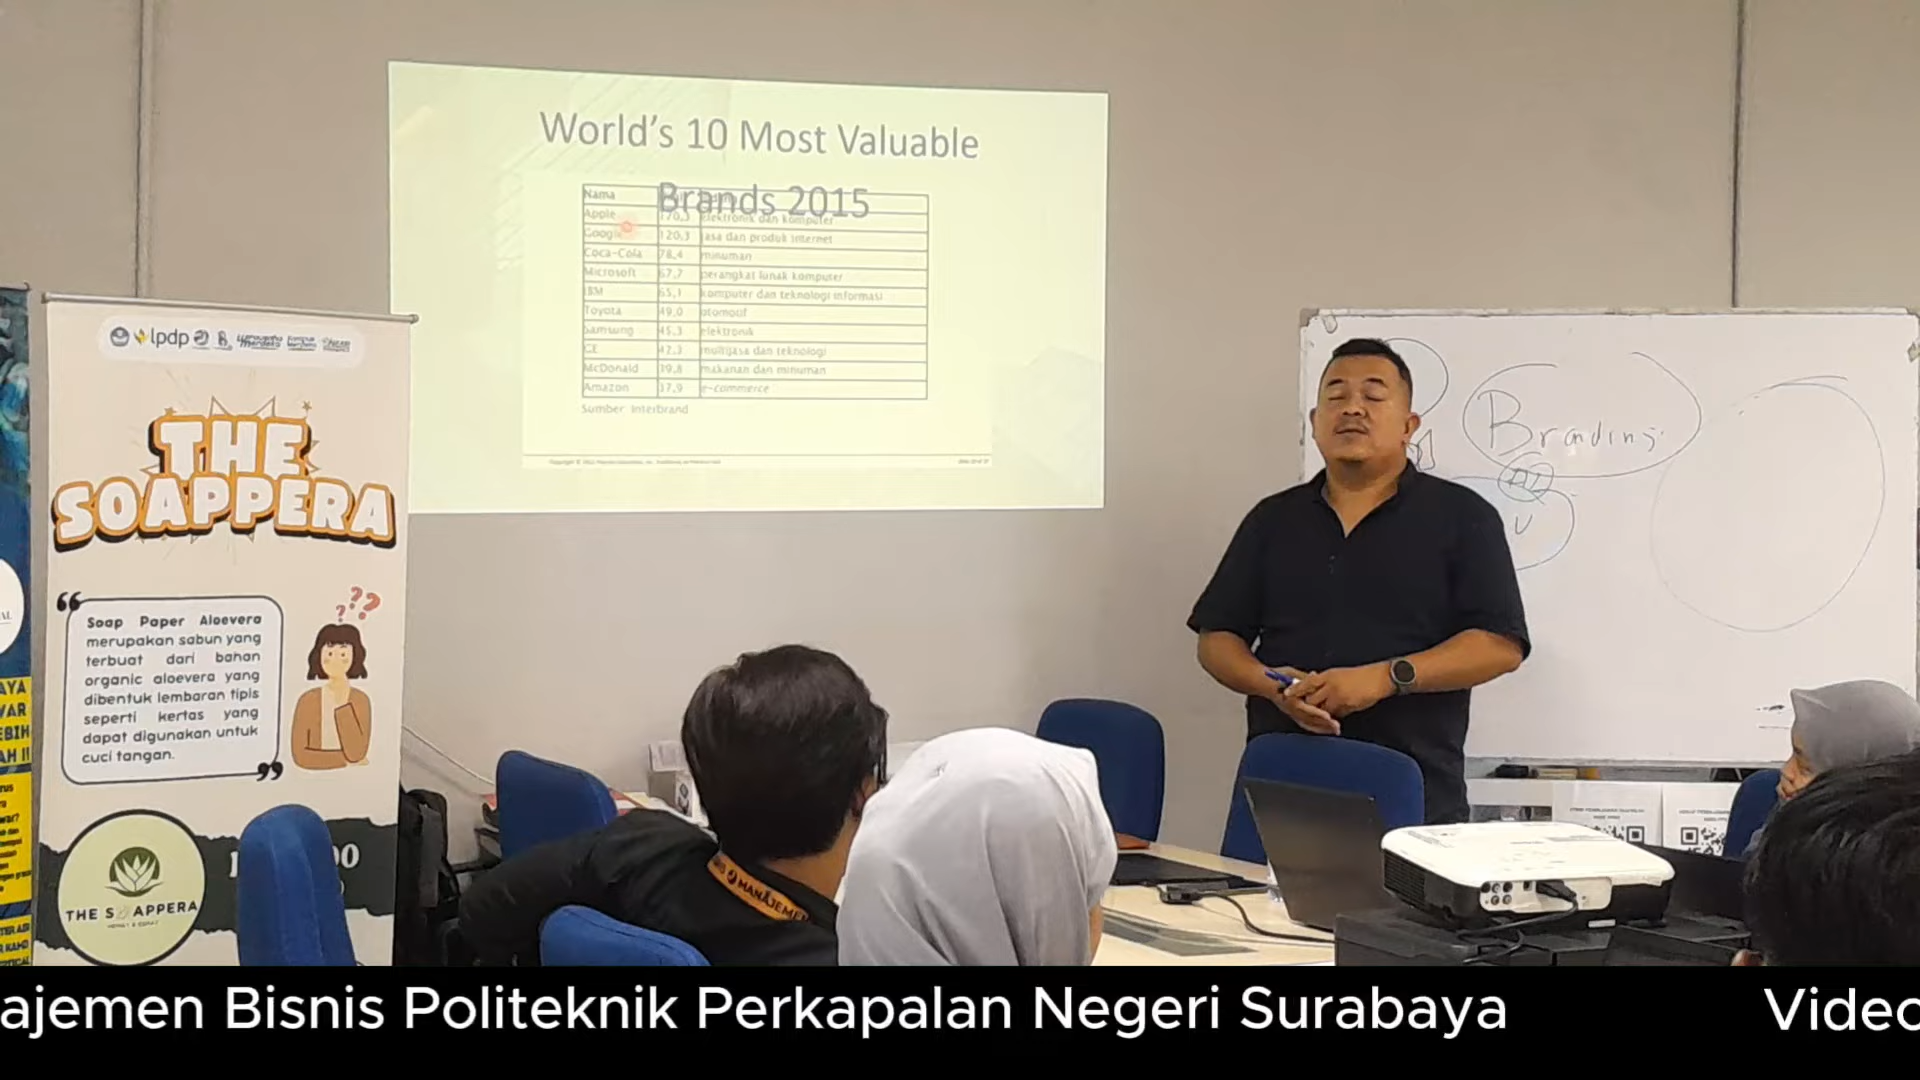 World's 10 Most Valuable
Brands 2015
Nama
Apple 170,3 elektronik dan komputer
Google 120,3 jasa dan produk internet
Coca-Cola 78,4 minuman
Microsoft 67,7 perangkat lunak komputer
IBM 65,1 komputer dan teknologi informasi
Toyota 49,0 otomotif
Samsung 45,3 elektronik
GE 42,3 multijasa dan teknologi
McDonald 39,8 makanan dan minuman
Amazon 37,9 e-commerce
Sumber Interbrand
lpdp
THE
SOAPPERA
Soap Paper Aloevera
merupakan sabun yang
terbuat dari bahan
organic aloevera yang
dibentuk lembaran tipis
seperti kertas yang
dapat digunakan untuk
cuci tangan.
THE SOAPPERA
Branding
MANAJEMEN
ajemen Bisnis Politeknik Perkapalan Negeri Surabaya
Video